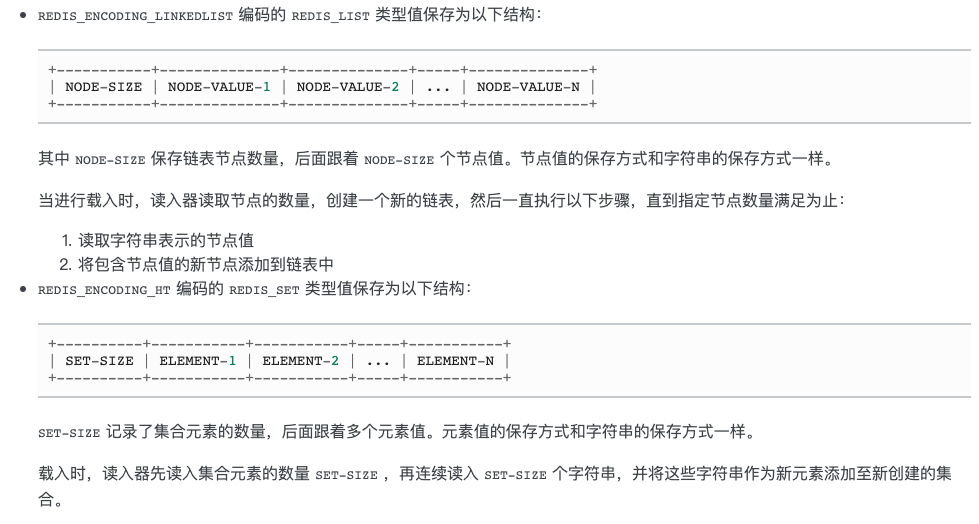 • REDIS_ENCODING_LINKEDLIST 编码的 REDIS_LIST 类型值保存为以下结构：
+-----------+--------------+--------------+-----+--------------+
| NODE-SIZE | NODE-VALUE-1 | NODE-VALUE-2 | ... | NODE-VALUE-N |
+-----------+--------------+--------------+-----+--------------+
其中 NODE-SIZE 保存链表节点数量，后面跟着 NODE-SIZE 个节点值。节点值的保存方式和字符串的保存方式一样。
当进行载入时，读入器读取节点的数量，创建一个新的链表，然后一直执行以下步骤，直到指定节点数量满足为止：
1. 读取字符串表示的节点值
2. 将包含节点值的新节点添加到链表中
• REDIS_ENCODING_HT 编码的 REDIS_SET 类型值保存为以下结构：
+----------+-----------+-----------+-----+-----------+
| SET-SIZE | ELEMENT-1 | ELEMENT-2 | ... | ELEMENT-N |
+----------+-----------+-----------+-----+-----------+
SET-SIZE 记录了集合元素的数量，后面跟着多个元素值。元素值的保存方式和字符串的保存方式一样。
载入时，读入器先读入集合元素的数量 SET-SIZE ，再连续读入 SET-SIZE 个字符串，并将这些字符串作为新元素添加至新创建的集
合。